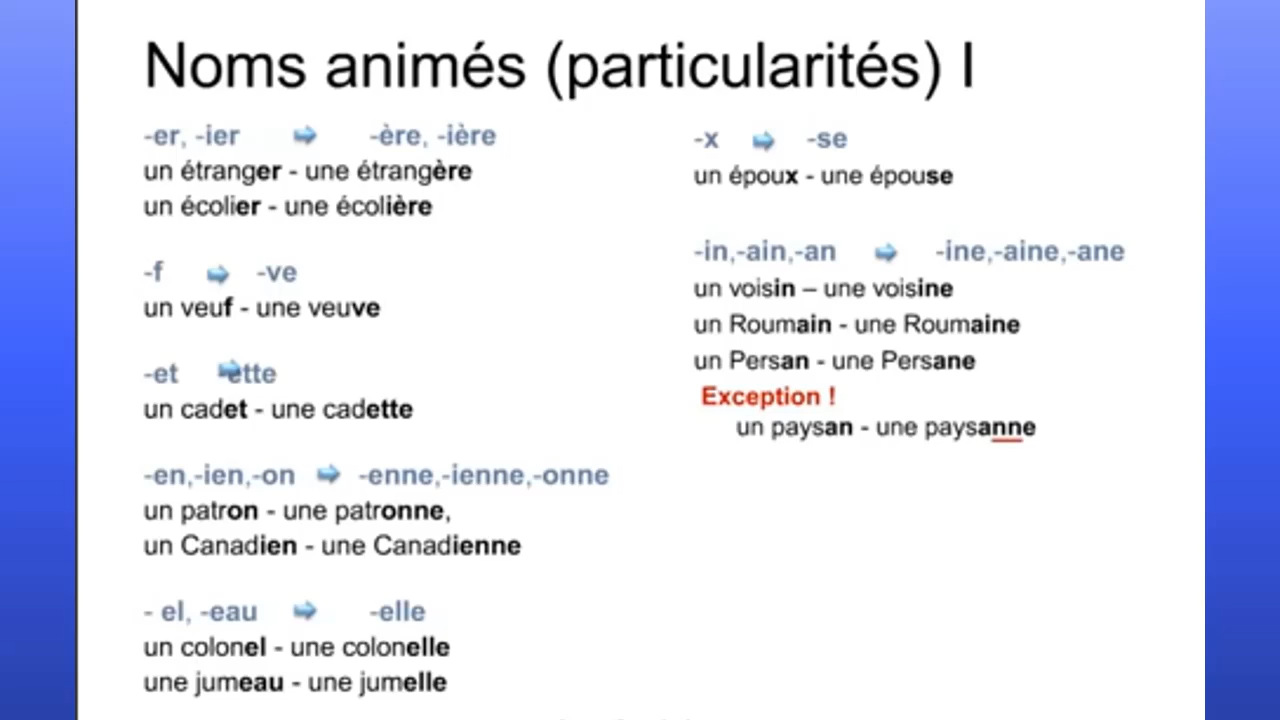 Noms animés (particularités) I
-er, -ier -ère, -ière
un étranger - une étrangère
un écolier - une écolière
-f -ve
un veuf - une veuve
-et ette
un cadet - une cadette
-en,-ien,-on -enne,-ienne,-onne
un patron - une patronne,
un Canadien - une Canadienne
- el, -eau -elle
un colonel - une colonelle
une jumeau - une jumelle
-x -se
un époux - une épouse
-in,-ain,-an -ine,-aine,-ane
un voisin – une voisine
un Roumain - une Roumaine
un Persan - une Persane
Exception !
un paysan - une paysanne